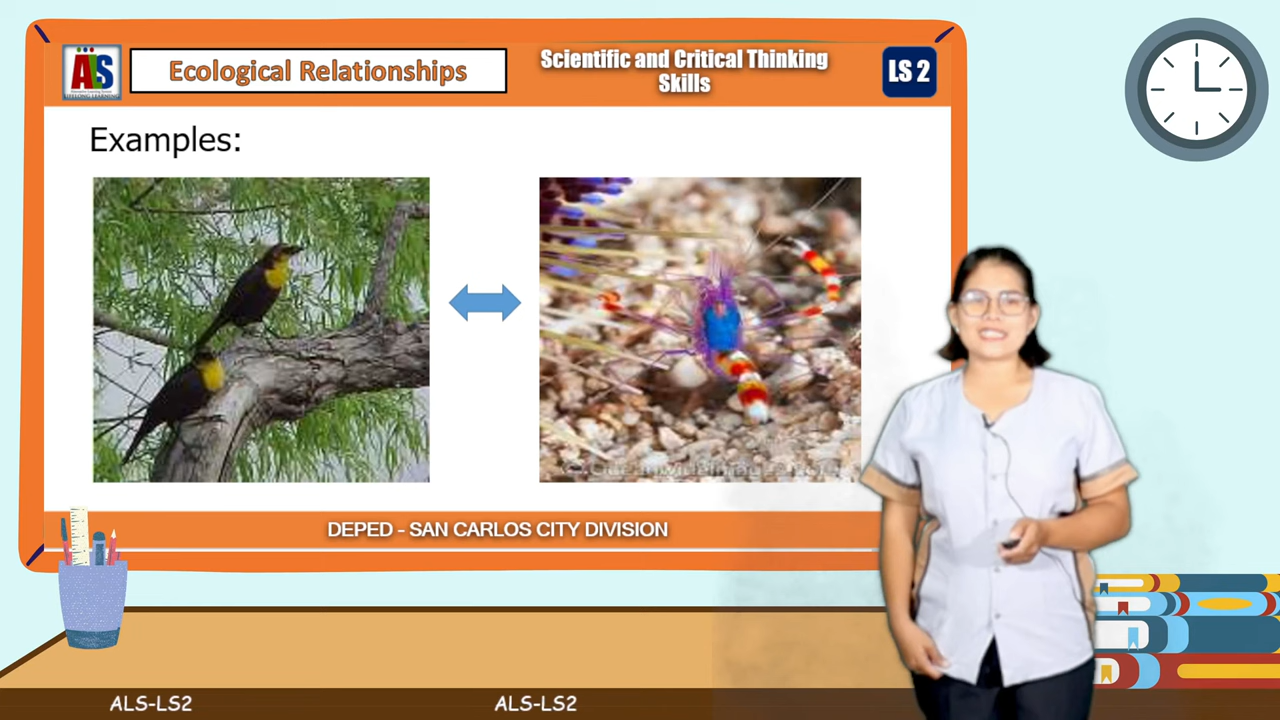 ALS
Ecological Relationships
Scientific and Critical Thinking
Skills
LS 2
Examples:
DEPED - SAN CARLOS CITY DIVISION
ALS-LS2
ALS-LS2